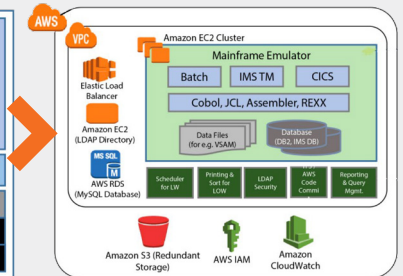 AWS
VPC
Amazon EC2 Cluster
Mainframe Emulator
Batch
IMS TM
CICS
Cobol, JCL, Assembler, REXX
Data Files
(for e.g. VSAM)
Database
(DB2, IMS DB)
Elastic Load
Balancer
Amazon EC2
(LDAP Directory)
MS SQL
AWS RDS
(MySQL Database)
Scheduler
for LW
Printing &
Sort for
LOW
LDAP
Security
AWS
Code
Commi
Reporting
& Query
Mgmt.
Amazon S3 (Redundant
Storage)
AWS IAM
Amazon
CloudWatch